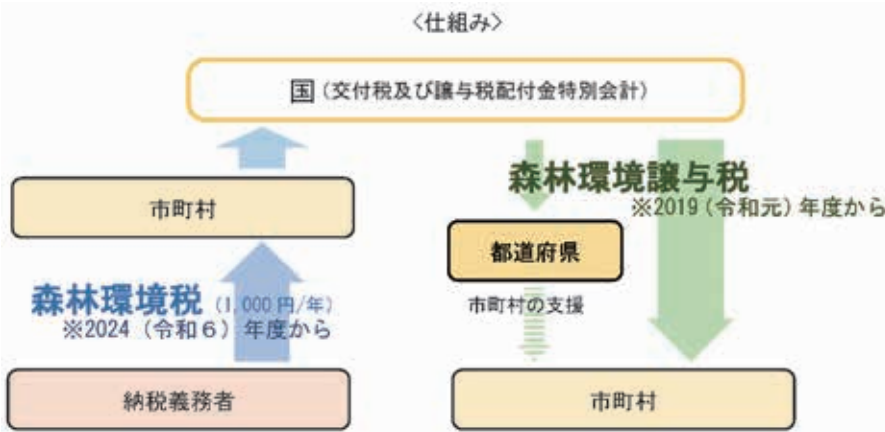 <仕組み>
国（交付税及び譲与税配付金特別会計）
市町村
森林環境税（1,000円/年）
※2024（令和６）年度から
納税義務者
森林環境譲与税
※2019（令和元）年度から
都道府県
市町村の支援
市町村